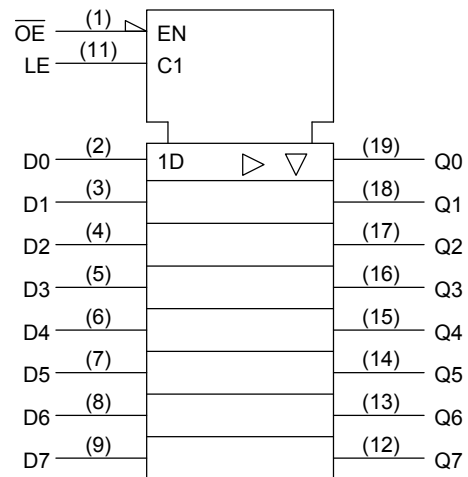 O̅E̅ (1) EN
LE (11) C1
D0 (2) 1D (19) Q0
D1 (3) (18) Q1
D2 (4) (17) Q2
D3 (5) (16) Q3
D4 (6) (15) Q4
D5 (7) (14) Q5
D6 (8) (13) Q6
D7 (9) (12) Q7